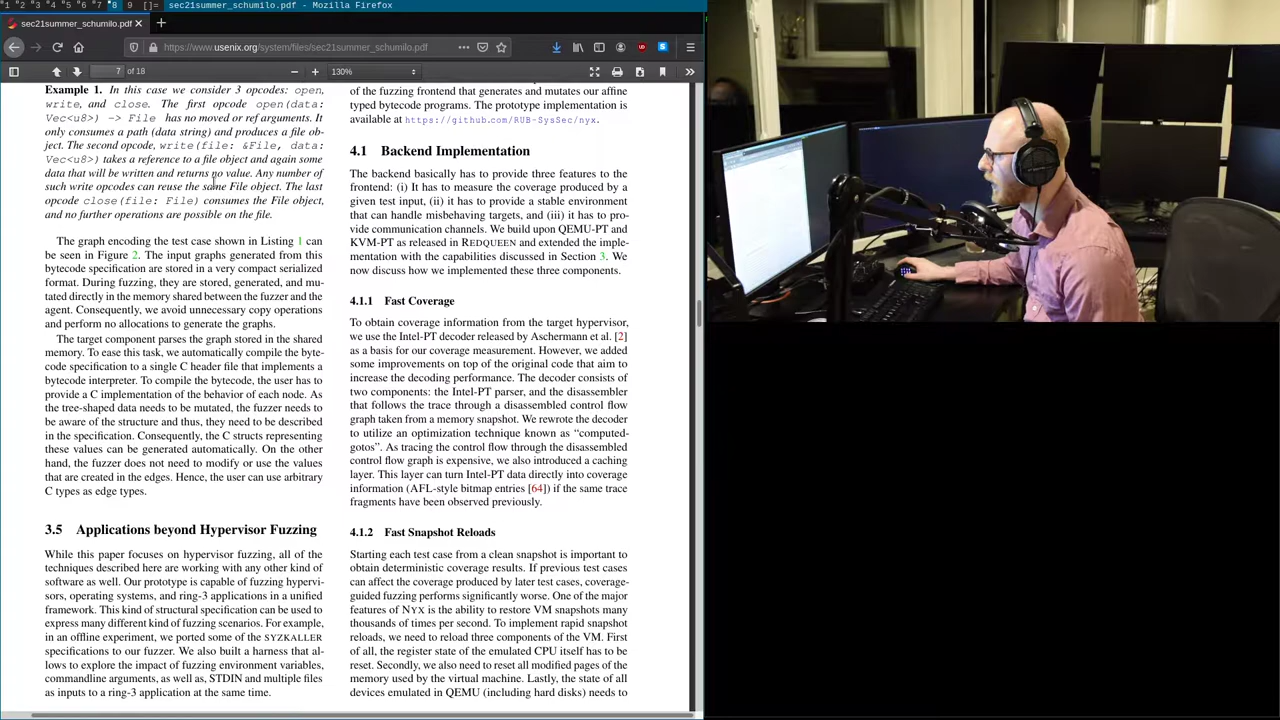 1 2 3 4 5 6 7 8 9 []= sec21summer_schumilo.pdf - Mozilla Firefox
sec21summer_schumilo.pdf
https://www.usenix.org/system/files/sec21summer_schumilo.pdf
7 of 18
130%
Example 1. In this case we consider 3 opcodes: open,
write, and close. The first opcode open(data:
Vec<u8>) -> File has no moved or ref arguments. It
only consumes a path (data string) and produces a file ob-
ject. The second opcode, write(file: &File, data:
Vec<u8>) takes a reference to a file object and again some
data that will be written and returns no value. Any number of
such write opcodes can reuse the same File object. The last
opcode close(file: File) consumes the File object,
and no further operations are possible on the file.
The graph encoding the test case shown in Listing 1 can
be seen in Figure 2. The input graphs generated from this
bytecode specification are stored in a very compact serialized
format. During fuzzing, they are stored, generated, and mu-
tated directly in the memory shared between the fuzzer and the
agent. Consequently, we avoid unnecessary copy operations
and perform no allocations to generate the graphs.
The target component parses the graph stored in the shared
memory. To ease this task, we automatically compile the byte-
code specification to a single C header file that implements a
bytecode interpreter. To compile the bytecode, the user has to
provide a C implementation of the behavior of each node. As
the tree-shaped data needs to be mutated, the fuzzer needs to
be aware of the structure and thus, they need to be described
in the specification. Consequently, the C structs representing
these values can be generated automatically. On the other
hand, the fuzzer does not need to modify or use the values
that are created in the edges. Hence, the user can use arbitrary
C types as edge types.
3.5 Applications beyond Hypervisor Fuzzing
While this paper focuses on hypervisor fuzzing, all of the
techniques described here are working with any other kind of
software as well. Our prototype is capable of fuzzing hypervi-
sors, operating systems, and ring-3 applications in a unified
framework. This kind of structural specification can be used to
express many different kind of fuzzing scenarios. For example,
in an offline experiment, we ported some of the SYZKALLER
specifications to our fuzzer. We also built a harness that al-
lows to explore the impact of fuzzing environment variables,
commandline arguments, as well as, STDIN and multiple files
as inputs to a ring-3 application at the same time.
of the fuzzing frontend that generates and mutates our affine
typed bytecode programs. The prototype implementation is
available at https://github.com/RUB-SysSec/nyx.
4.1 Backend Implementation
The backend basically has to provide three features to the
frontend: (i) It has to measure the coverage produced by a
given test input, (ii) it has to provide a stable environment
that can handle misbehaving targets, and (iii) it has to pro-
vide communication channels. We build upon QEMU-PT and
KVM-PT as released in REDQUEEN and extended the imple-
mentation with the capabilities discussed in Section 3. We
now discuss how we implemented these three components.
4.1.1 Fast Coverage
To obtain coverage information from the target hypervisor,
we use the Intel-PT decoder released by Aschermann et al. [2]
as a basis for our coverage measurement. However, we added
some improvements on top of the original code that aim to
increase the decoding performance. The decoder consists of
two components: the Intel-PT parser, and the disassembler
that follows the trace through a disassembled control flow
graph taken from a memory snapshot. We rewrote the decoder
to utilize an optimization technique known as “computed-
gotos”. As tracing the control flow through the disassembled
control flow graph is expensive, we also introduced a caching
layer. This layer can turn Intel-PT data directly into coverage
information (AFL-style bitmap entries [64]) if the same trace
fragments have been observed previously.
4.1.2 Fast Snapshot Reloads
Starting each test case from a clean snapshot is important to
obtain deterministic coverage results. If previous test cases
can affect the coverage produced by later test cases, coverage-
guided fuzzing performs significantly worse. One of the major
features of NYX is the ability to restore VM snapshots many
thousands of times per second. To implement rapid snapshot
reloads, we need to reload three components of the VM. First
of all, the register state of the emulated CPU itself has to be
reset. Secondly, we also need to reset all modified pages of the
memory used by the virtual machine. Lastly, the state of all
devices emulated in QEMU (including hard disks) needs to